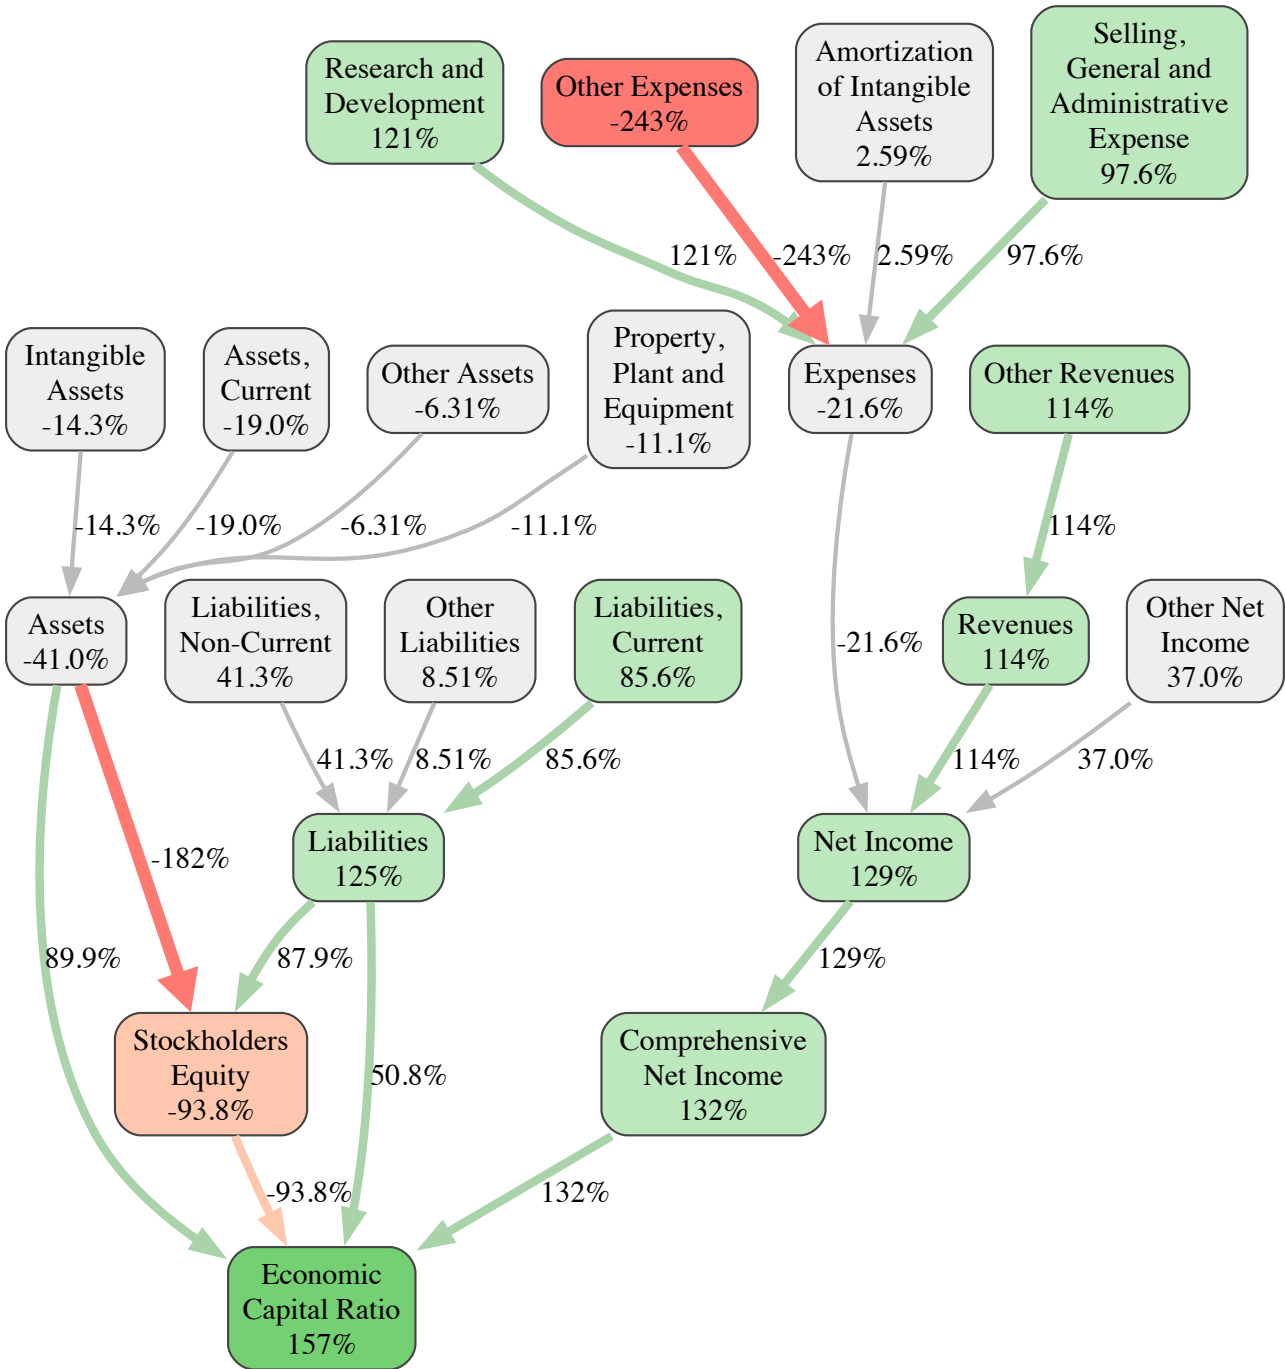 Research and
Development
121%
Other Expenses
-243%
Amortization
of Intangible
Assets
2.59%
Selling,
General and
Administrative
Expense
97.6%
121%
-243%
2.59%
97.6%
Intangible
Assets
-14.3%
Assets,
Current
-19.0%
Other Assets
-6.31%
Property,
Plant and
Equipment
-11.1%
Expenses
-21.6%
Other Revenues
114%
-14.3%
-19.0%
-6.31%
-11.1%
114%
Assets
-41.0%
Liabilities,
Non-Current
41.3%
Other
Liabilities
8.51%
Liabilities,
Current
85.6%
-21.6%
Revenues
114%
Other Net
Income
37.0%
41.3%
8.51%
85.6%
114%
37.0%
-182%
Liabilities
125%
Net Income
129%
89.9%
87.9%
129%
Stockholders
Equity
-93.8%
50.8%
Comprehensive
Net Income
132%
-93.8%
132%
Economic
Capital Ratio
157%